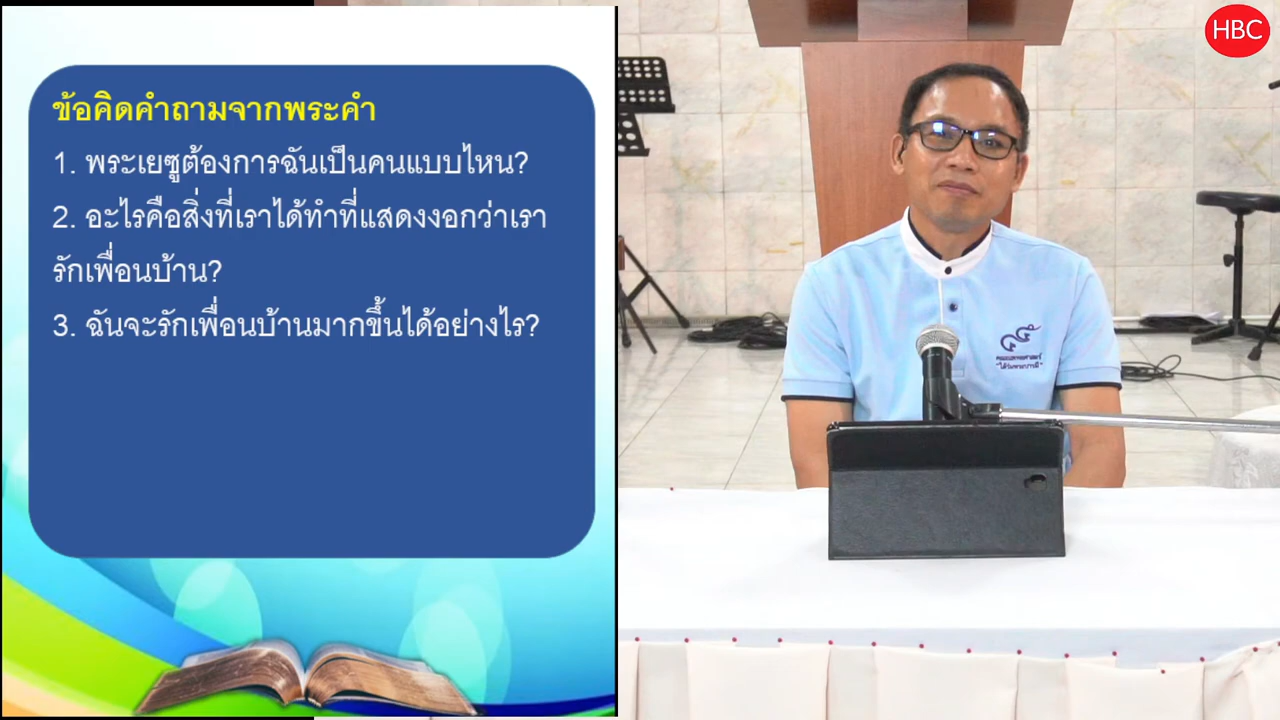 ข้อคิดคำถามจากพระคำ
1. พระเยซูต้องการฉันเป็นคนแบบไหน?
2. อะไรคือสิ่งที่เราได้ทำที่แสดงงอกว่าเรา
รักเพื่อนบ้าน?
3. ฉันจะรักเพื่อนบ้านมากขึ้นได้อย่างไร?
HBC